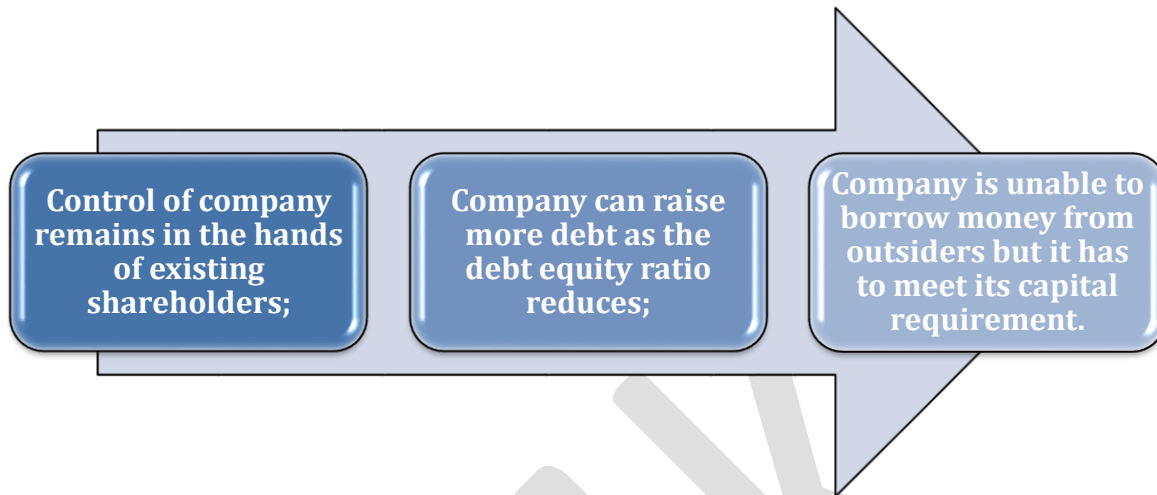 Control of company
remains in the hands
of existing
shareholders;
Company can raise
more debt as the
debt equity ratio
reduces;
Company is unable to
borrow money from
outsiders but it has
to meet its capital
requirement.